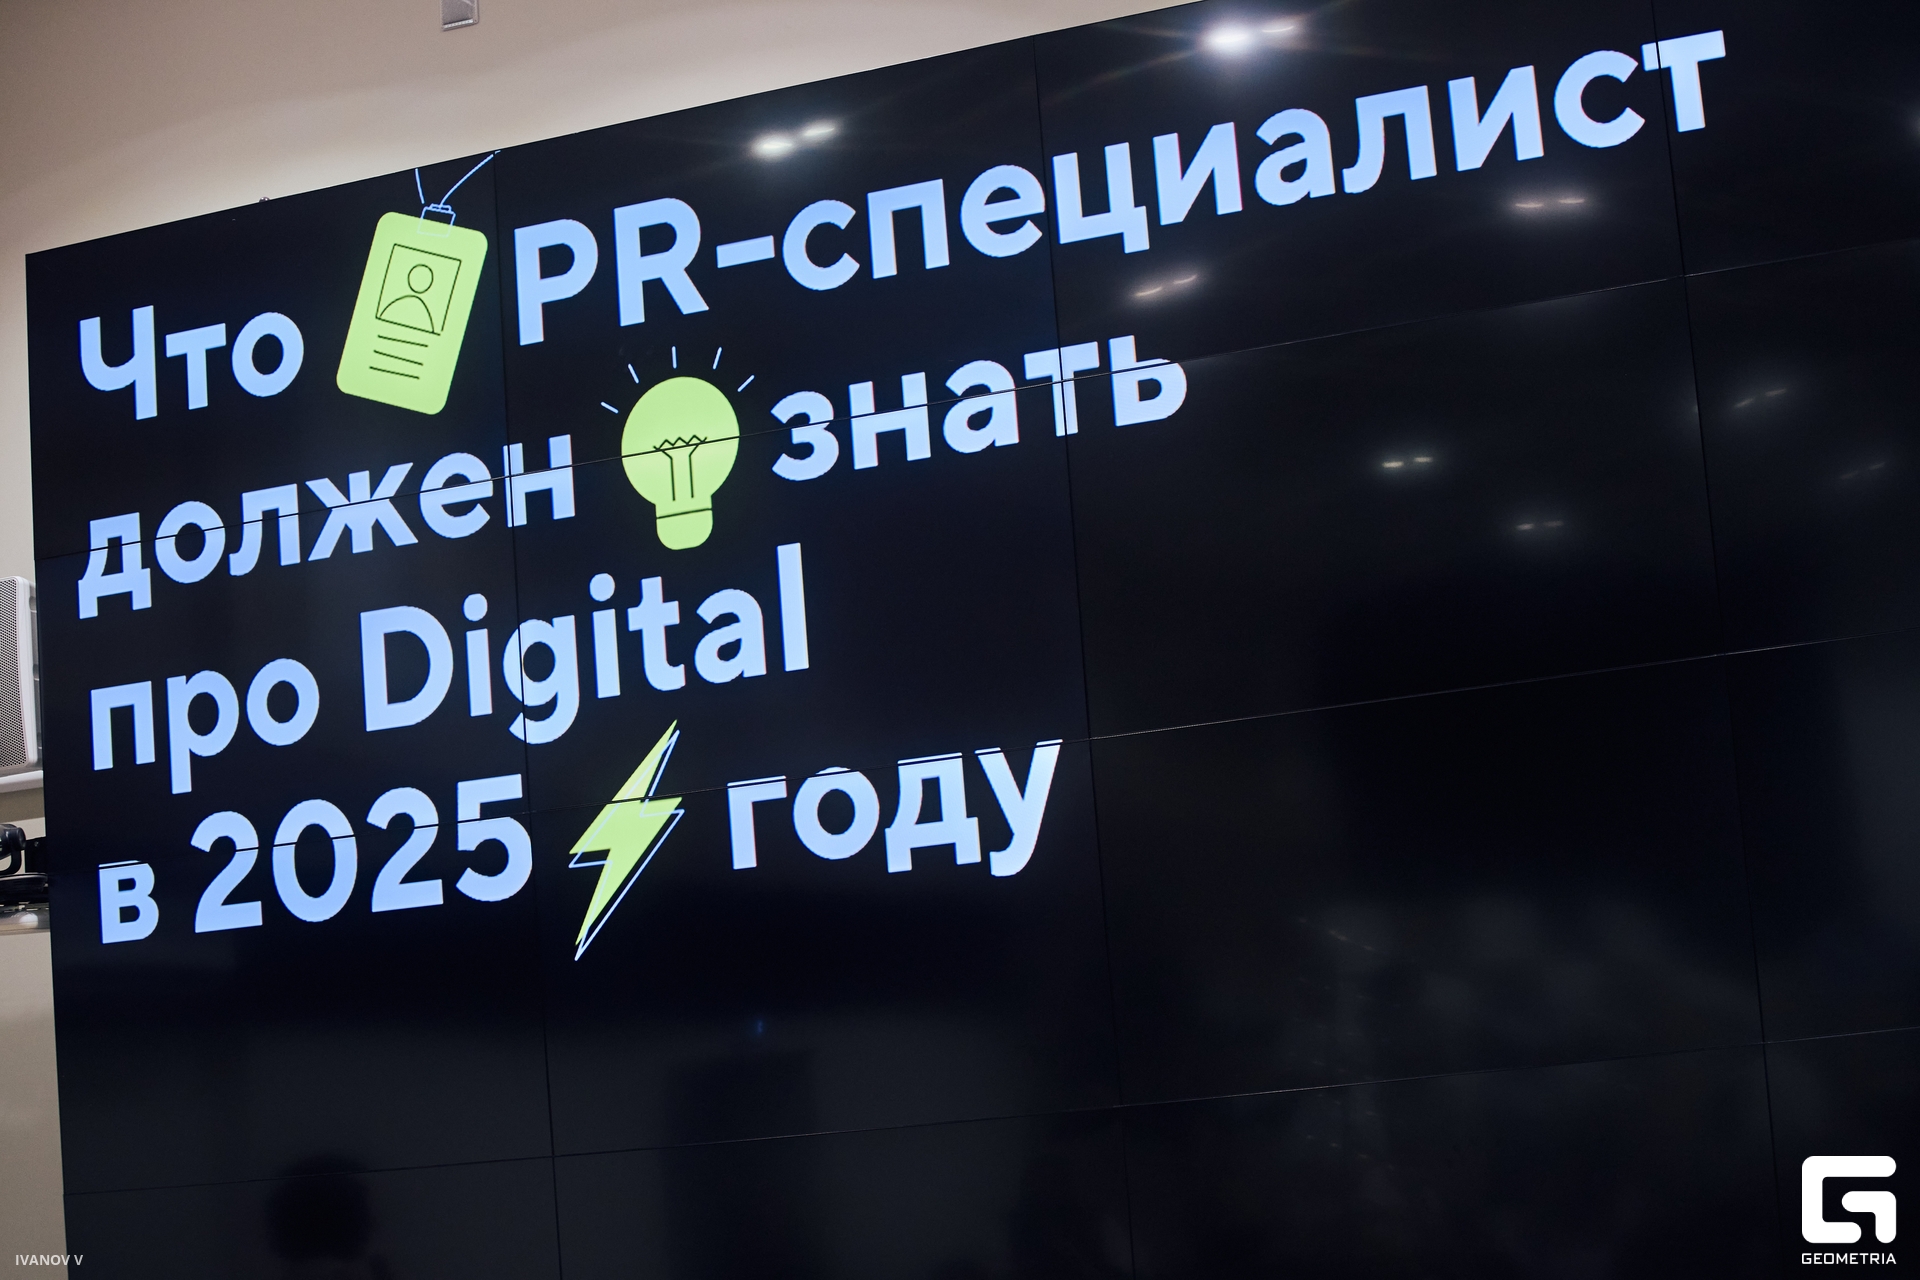 Что PR-специалист
должен знать
про Digital
в 2025 году
IVANOV V
GEOMETRIA